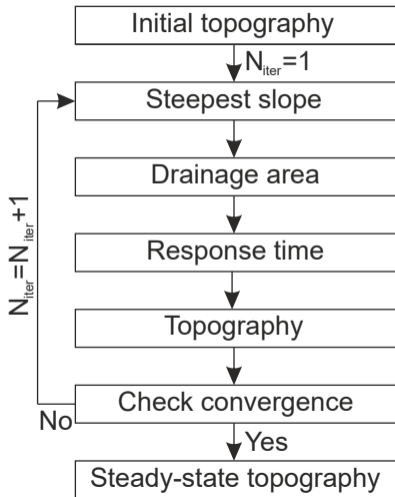 Initial topography
N_iter=1
Steepest slope
Drainage area
Response time
Topography
N_iter=N_iter+1
Check convergence
No
Yes
Steady-state topography